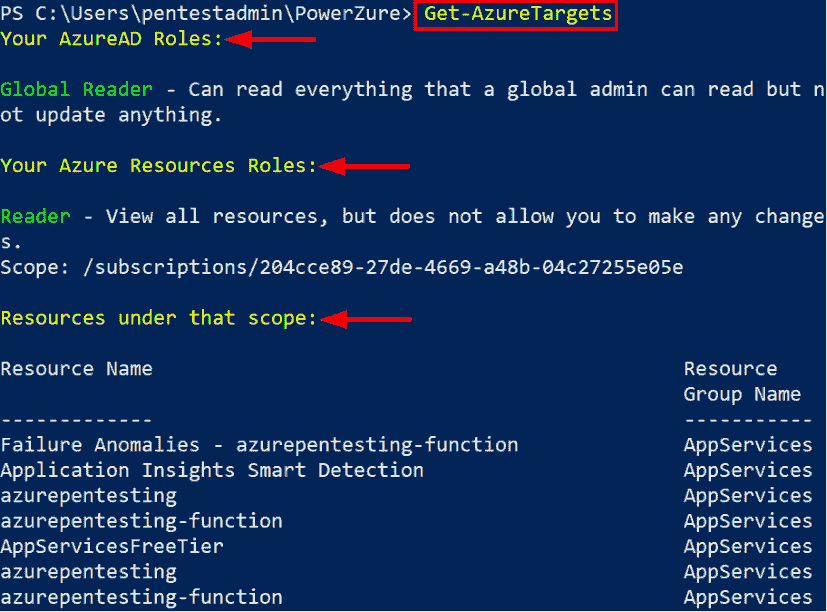 PS C:\Users\pentestadmin\PowerZure> Get-AzureTargets
Your AzureAD Roles:
Global Reader - Can read everything that a global admin can read but n
ot update anything.
Your Azure Resources Roles:
Reader - View all resources, but does not allow you to make any change
s.
Scope: /subscriptions/204cce89-27de-4669-a48b-04c27255e05e
Resources under that scope:
Resource Name Resource
Group Name
------------- -----------
Failure Anomalies - azurepentesting-function AppServices
Application Insights Smart Detection AppServices
azurepentesting AppServices
azurepentesting-function AppServices
AppServicesFreeTier AppServices
azurepentesting AppServices
azurepentesting-function AppServices